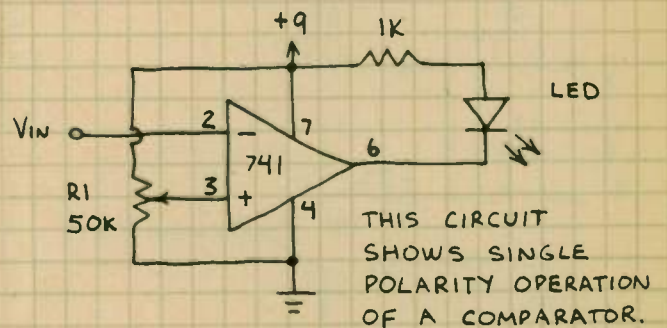 +9
1K
LED
VIN
2
7
741
6
R1
50K
3
4
-
+
THIS CIRCUIT
SHOWS SINGLE
POLARITY OPERATION
OF A COMPARATOR.